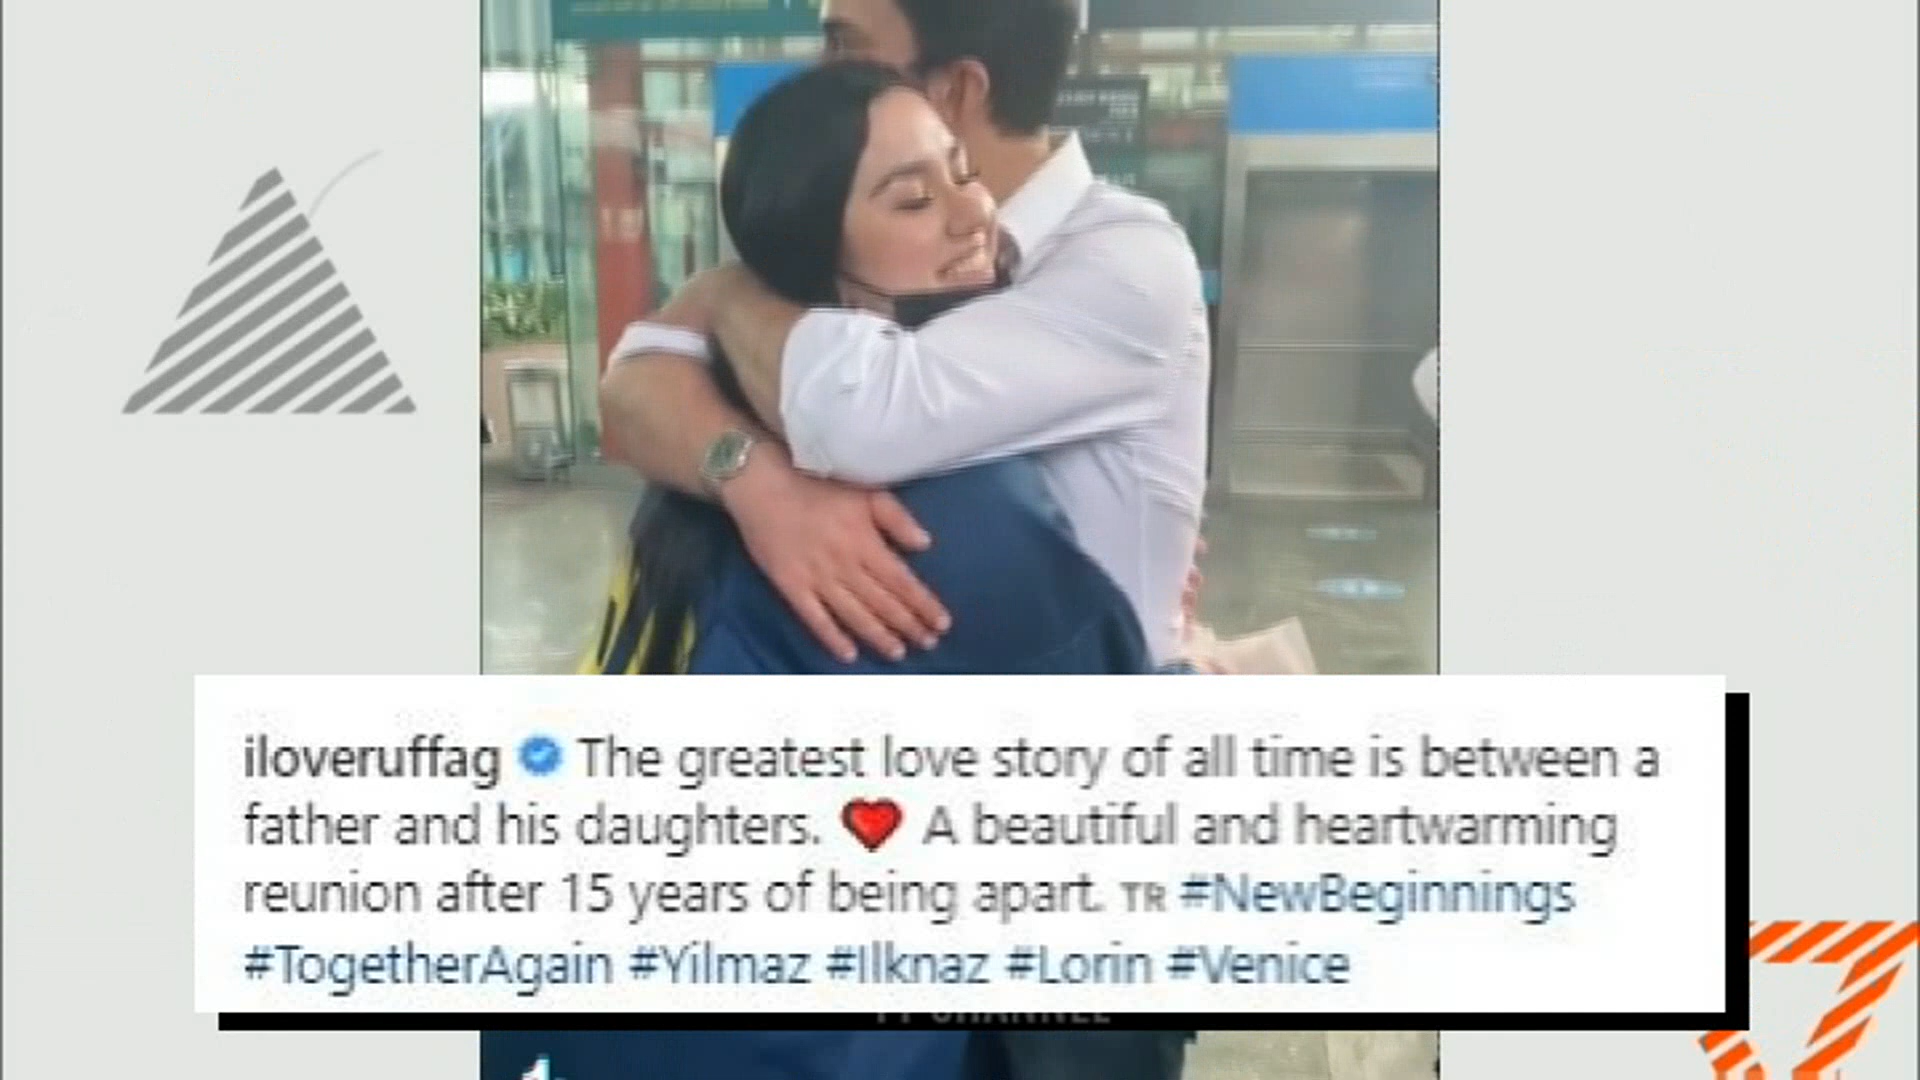 iloveruffag The greatest love story of all time is between a
father and his daughters. ❤️ A beautiful and heartwarming
reunion after 15 years of being apart. TR #NewBeginnings
#TogetherAgain #Yilmaz #Ilknaz #Lorin #Venice
CHANNEL